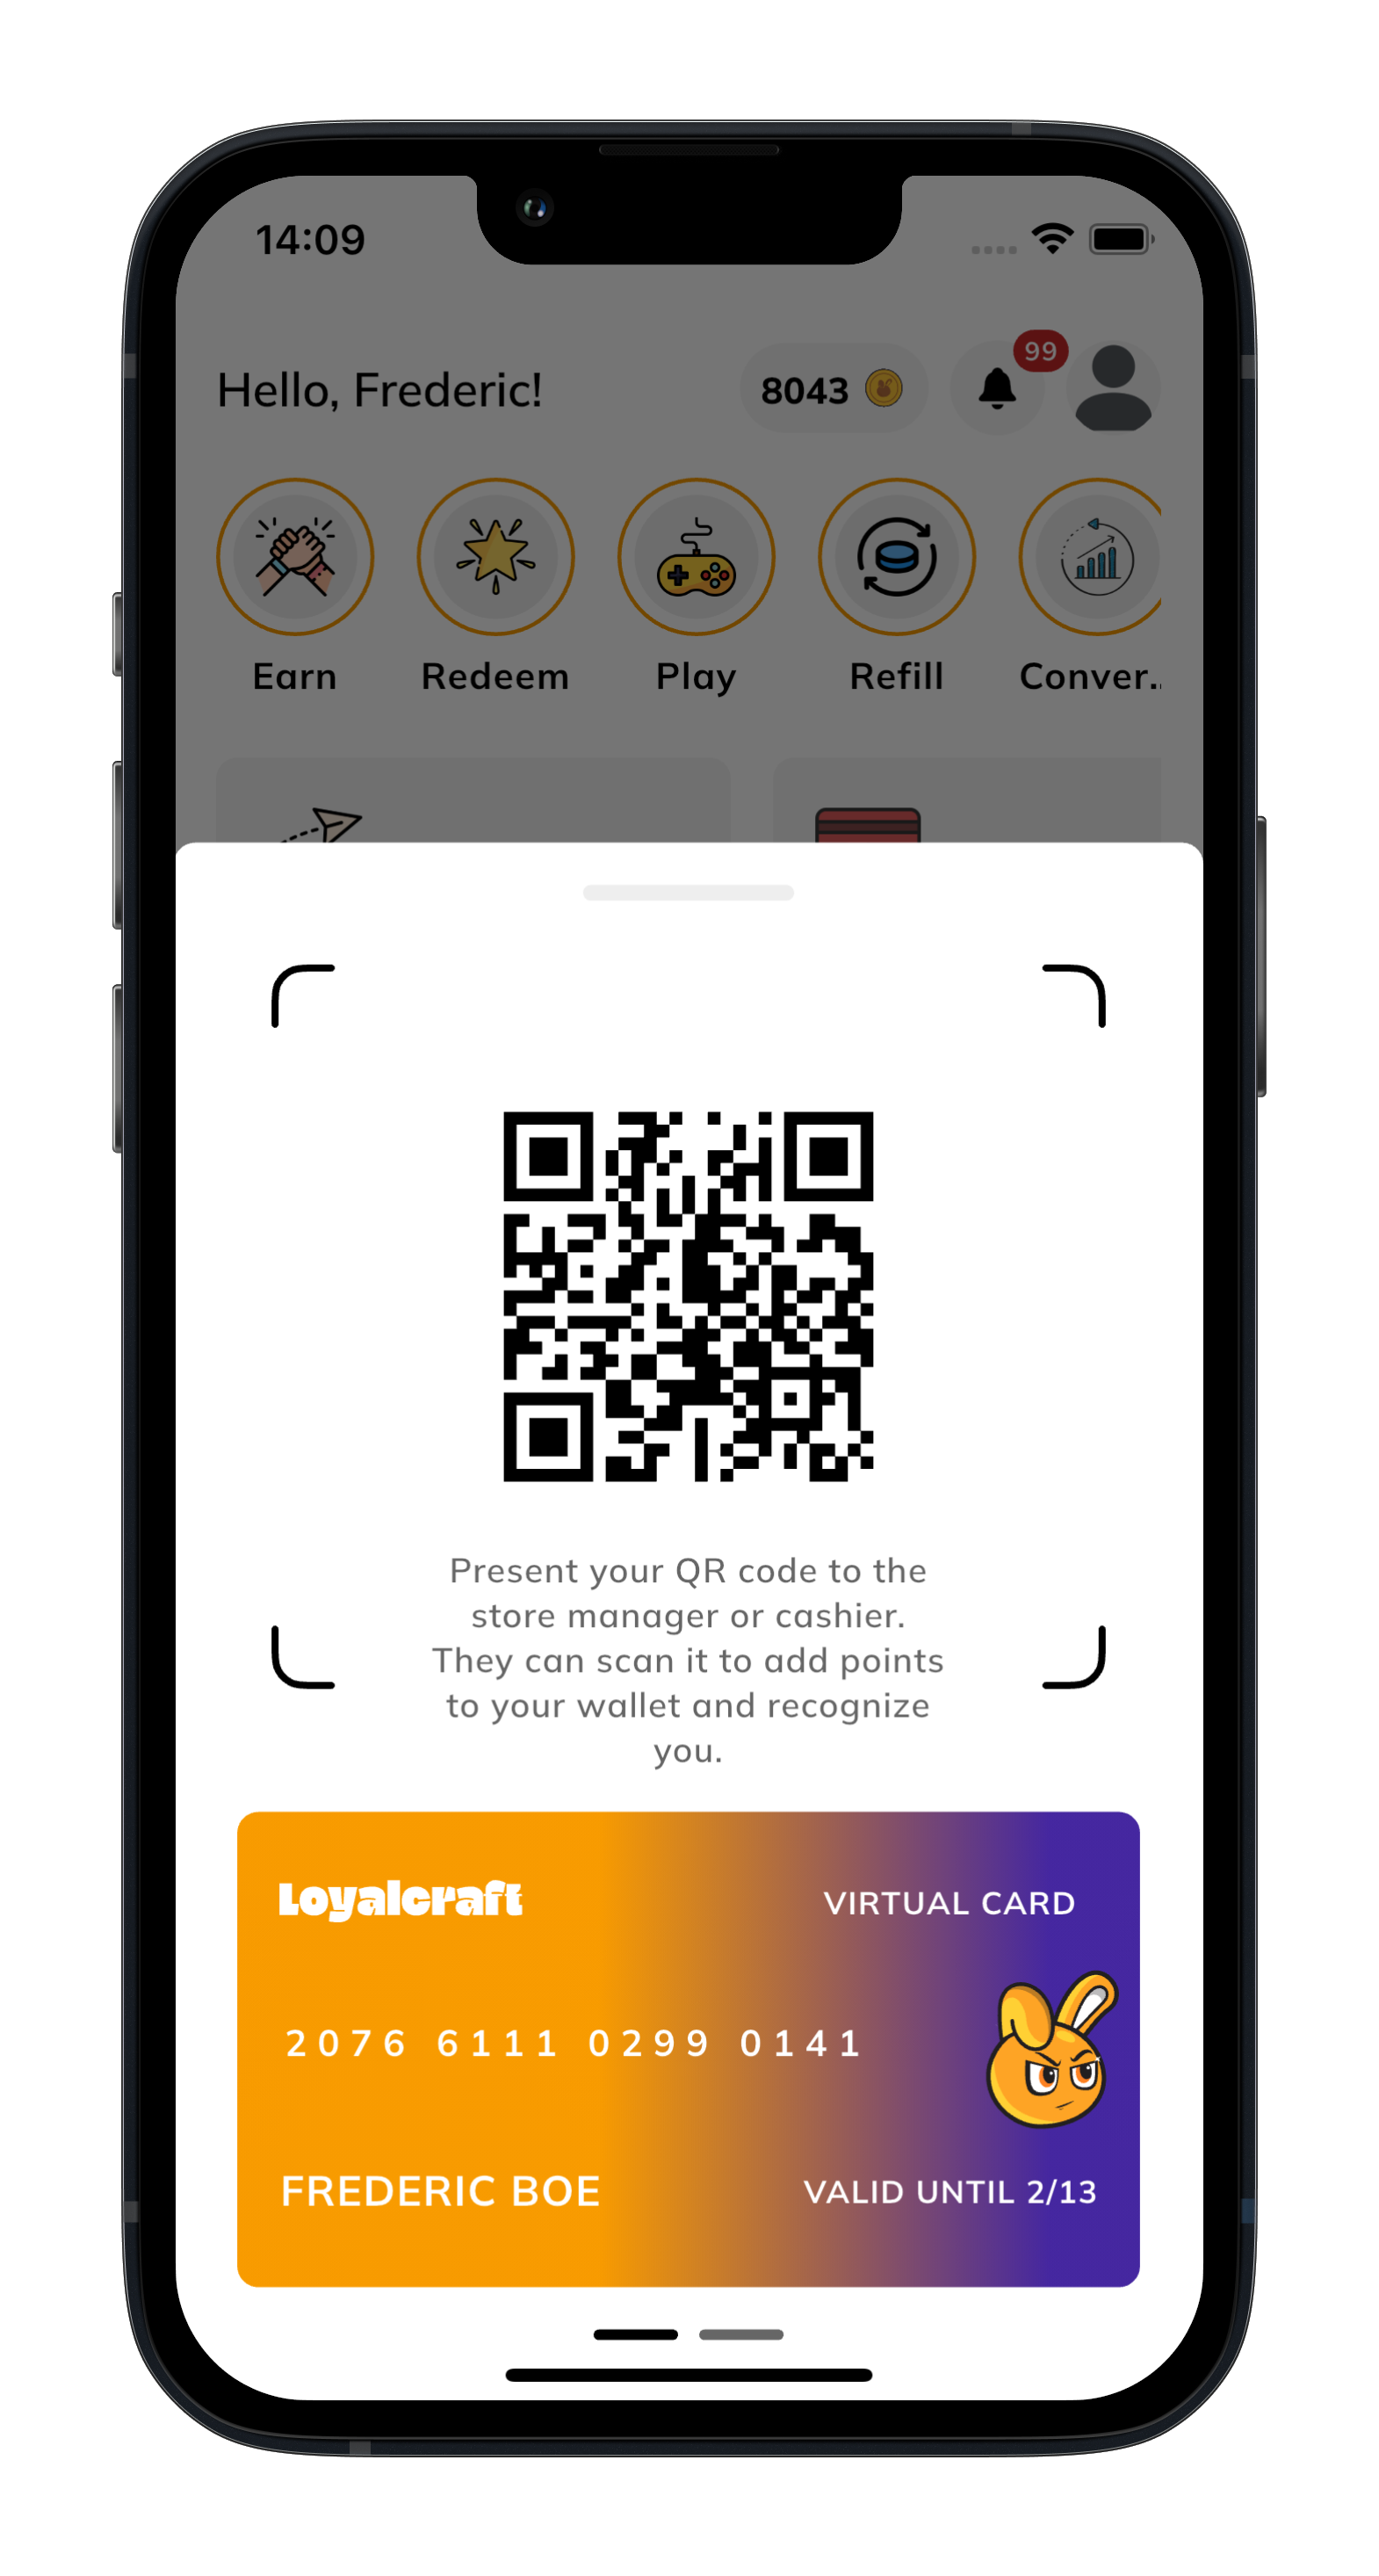 14:09
Hello, Frederic!
8043
99
Earn
Redeem
Play
Refill
Conver..
Present your QR code to the
store manager or cashier.
They can scan it to add points
to your wallet and recognize
you.
Loyalcraft
VIRTUAL CARD
2076 6111 0299 0141
FREDERIC BOE
VALID UNTIL 2/13